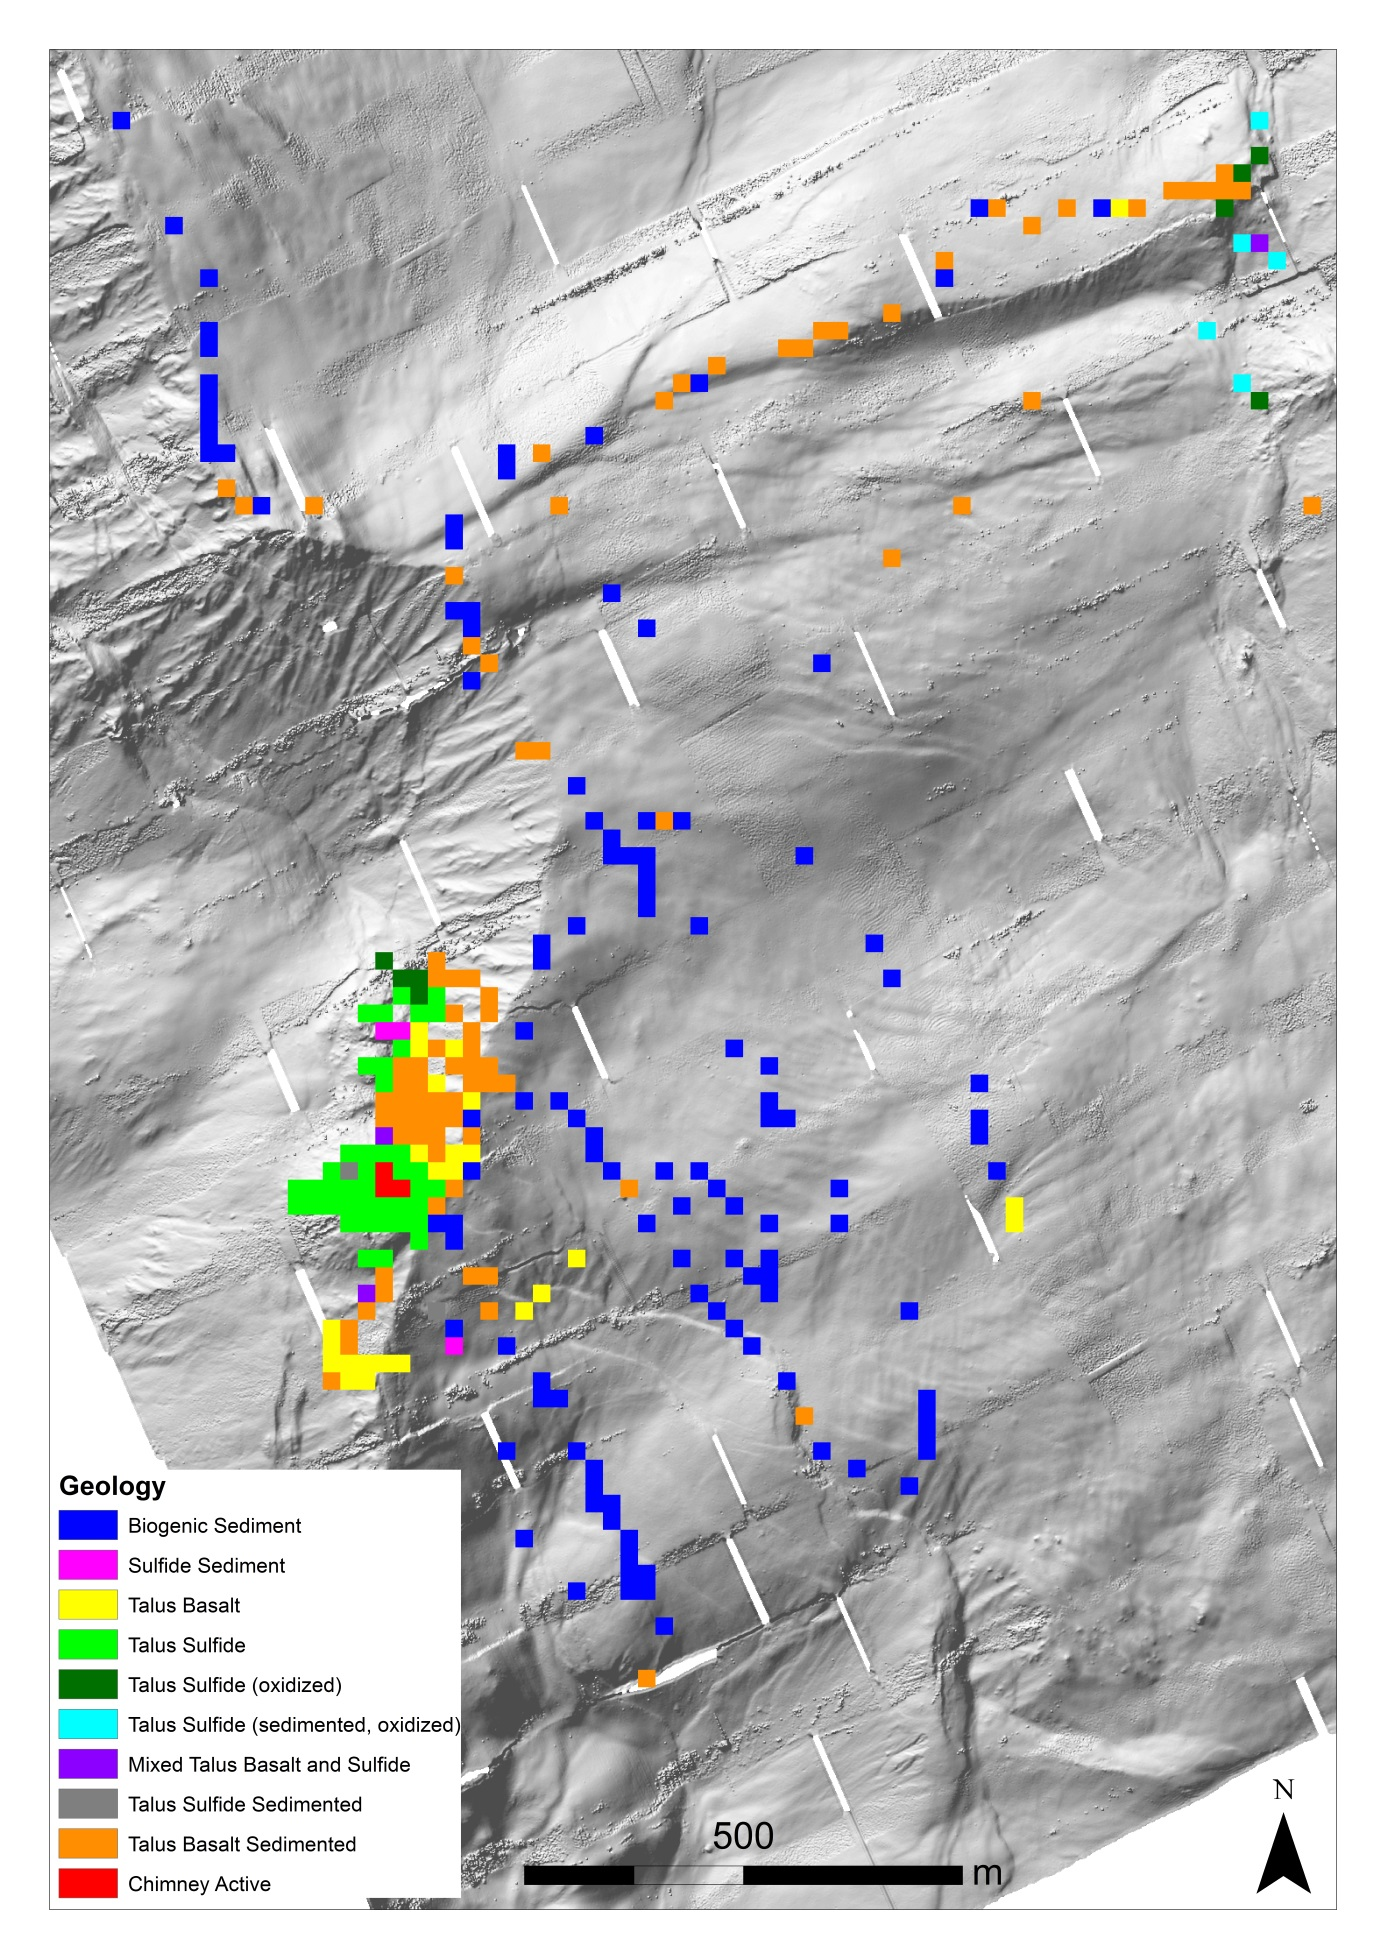 Geology
Biogenic Sediment
Sulfide Sediment
Talus Basalt
Talus Sulfide
Talus Sulfide (oxidized)
Talus Sulfide (sedimented, oxidized)
Mixed Talus Basalt and Sulfide
Talus Sulfide Sedimented
Talus Basalt Sedimented
Chimney Active
500
m
N